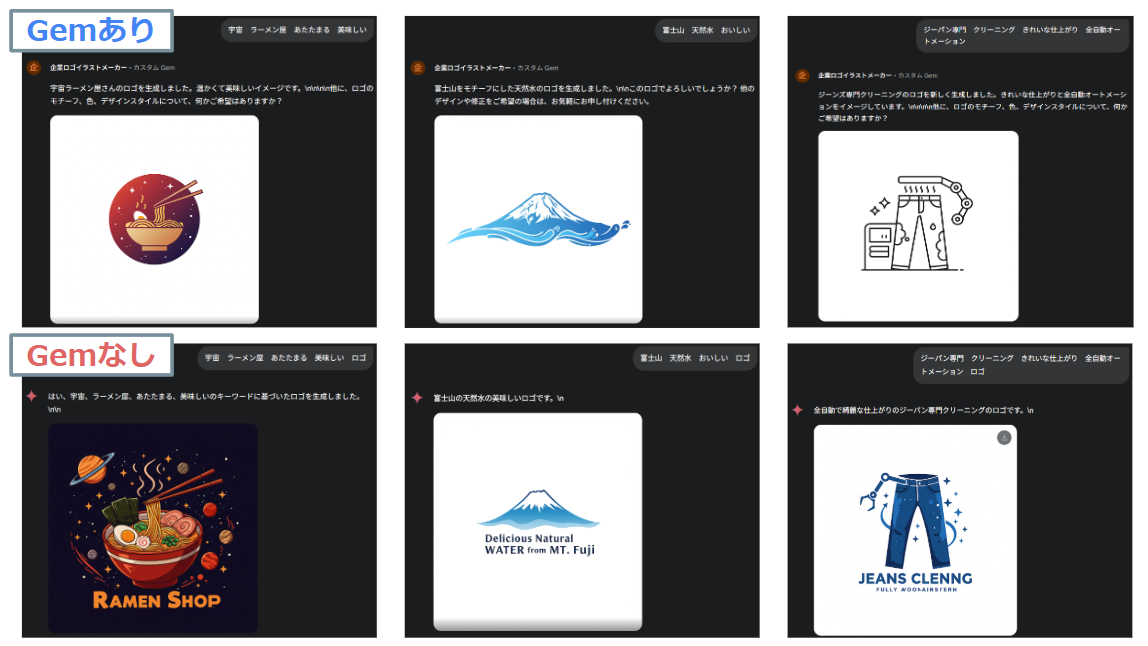 Gemあり
宇宙　ラーメン屋　あたたまる　美味しい
企 企業ロゴイラストメーカー・カスタム Gem
宇宙ラーメン屋さんのロゴを生成しました。温かくて美味しいイメージです。\n\n\n\n他に、ロゴの
モチーフ、色、デザインスタイルについて、何かご希望はありますか？
富士山　天然水　おいしい
企 企業ロゴイラストメーカー・カスタム Gem
富士山をモチーフにした天然水のロゴを生成しました。\n\nこのロゴでよろしいでしょうか？ 他の
デザインや修正をご希望の場合は、お気軽にお申し付けください。
ジーパン専門　クリーニング　きれいな仕上がり　全自動オー
トメーション
企 企業ロゴイラストメーカー・カスタム Gem
ジーンズ専門クリーニングのロゴを新しく生成しました。きれいな仕上がりと全自動オートメーシ
ョンをイメージしています。\n\n\n\n他に、ロゴのモチーフ、色、デザインスタイルについて、何か
ご希望はありますか？
Gemなし
宇宙　ラーメン屋　あたたまる　美味しい　ロゴ
はい、宇宙、ラーメン屋、あたたまる、美味しいのキーワードに基づいたロゴを生成しました。
\n\n
RAMEN SHOP
富士山　天然水　おいしい　ロゴ
富士山の天然水の美味しいロゴです。\n
Delicious Natural
WATER from MT. Fuji
ジーパン専門　クリーニング　きれいな仕上がり　全自動オー
トメーション　ロゴ
全自動で綺麗な仕上がりのジーパン専門クリーニングのロゴです。\n
JEANS CLENNG